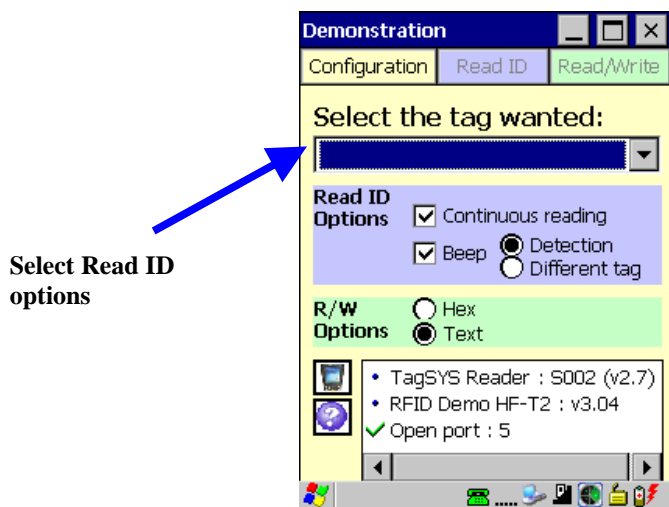 Demonstration
Configuration Read ID Read/Write
Select the tag wanted:
Read ID
Options
Continuous reading
Beep
Detection
Different tag
Select Read ID
options
R/W
Options
Hex
Text
TagSYS Reader : S002 (v2.7)
RFID Demo HF-T2 : v3.04
Open port : 5